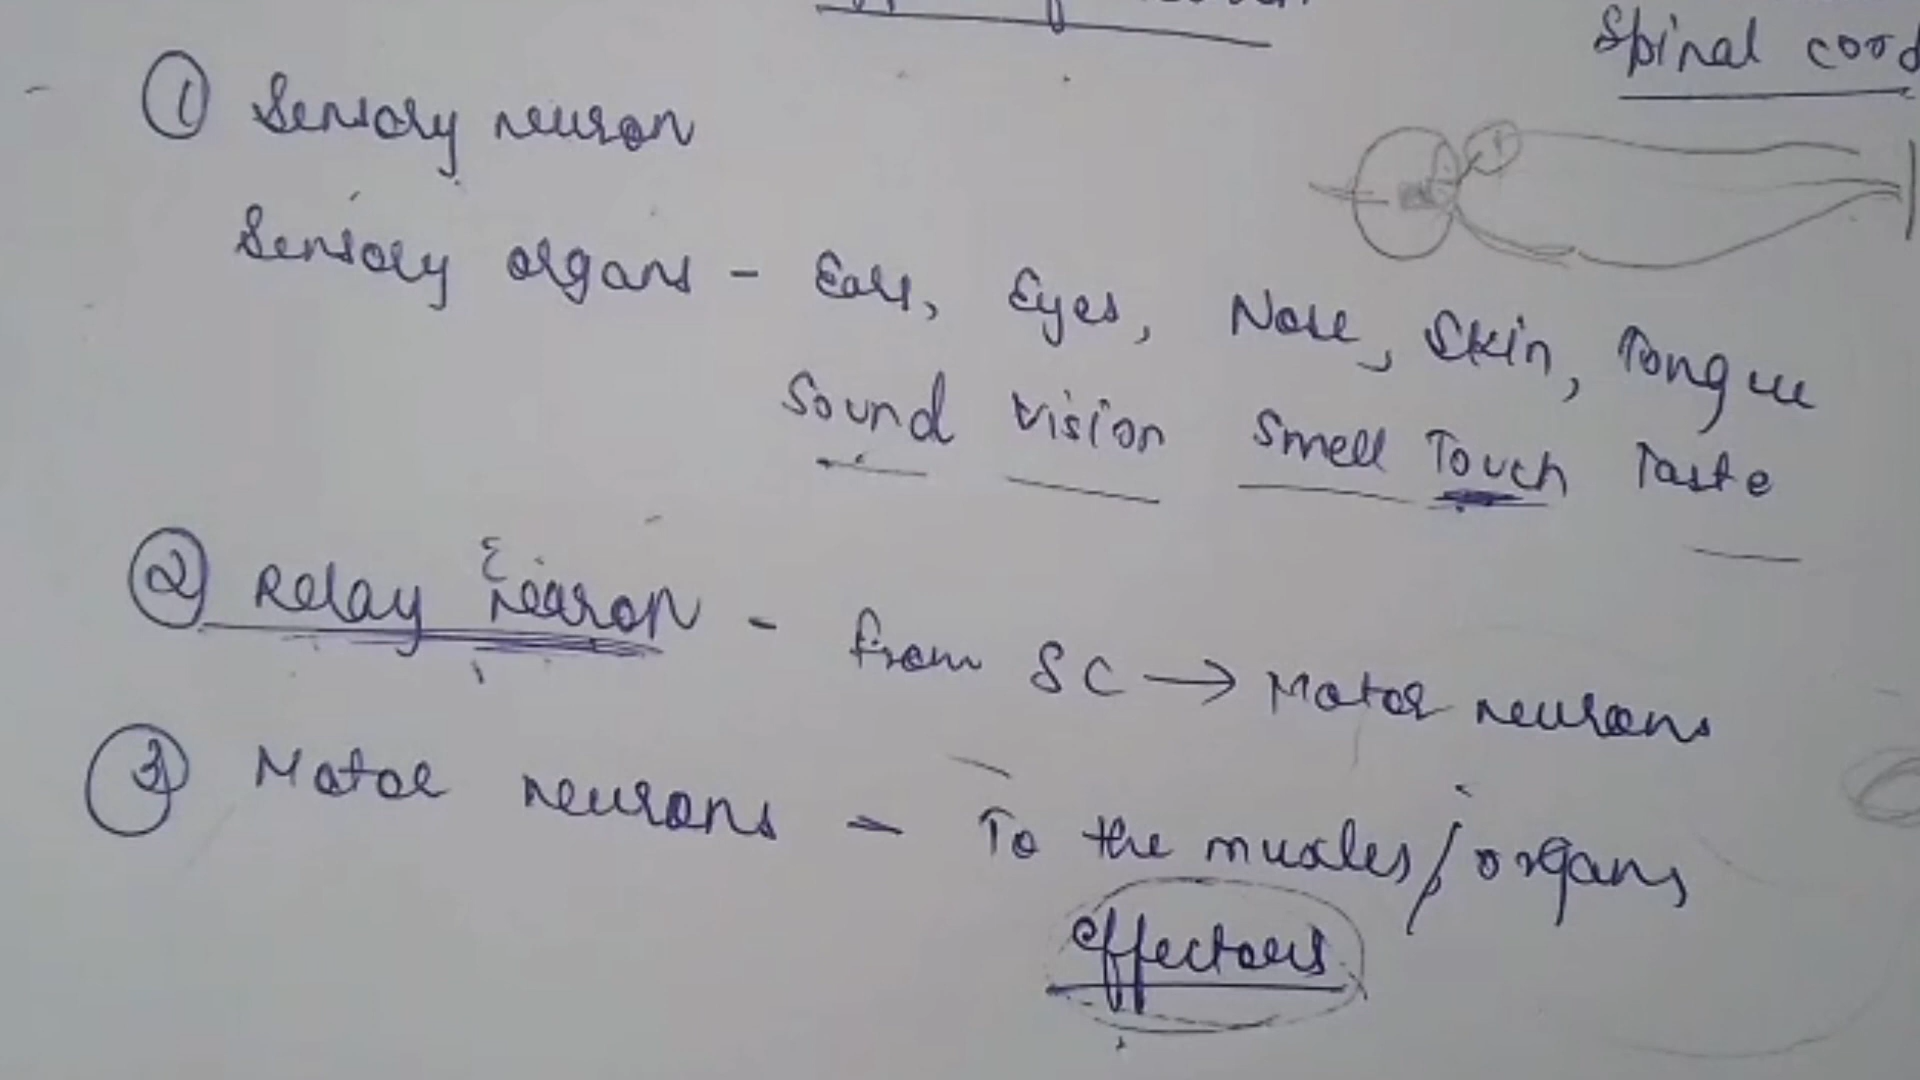 Spinal cord
① Sensory neuron
Sensory organs - Ears, Eyes, Nose, Skin, Tongue
Sound Vision Smell Touch Taste
② Relay neuron - from SC → Motor neurons
③ Motor neurons - To the muscles/organs
effectors